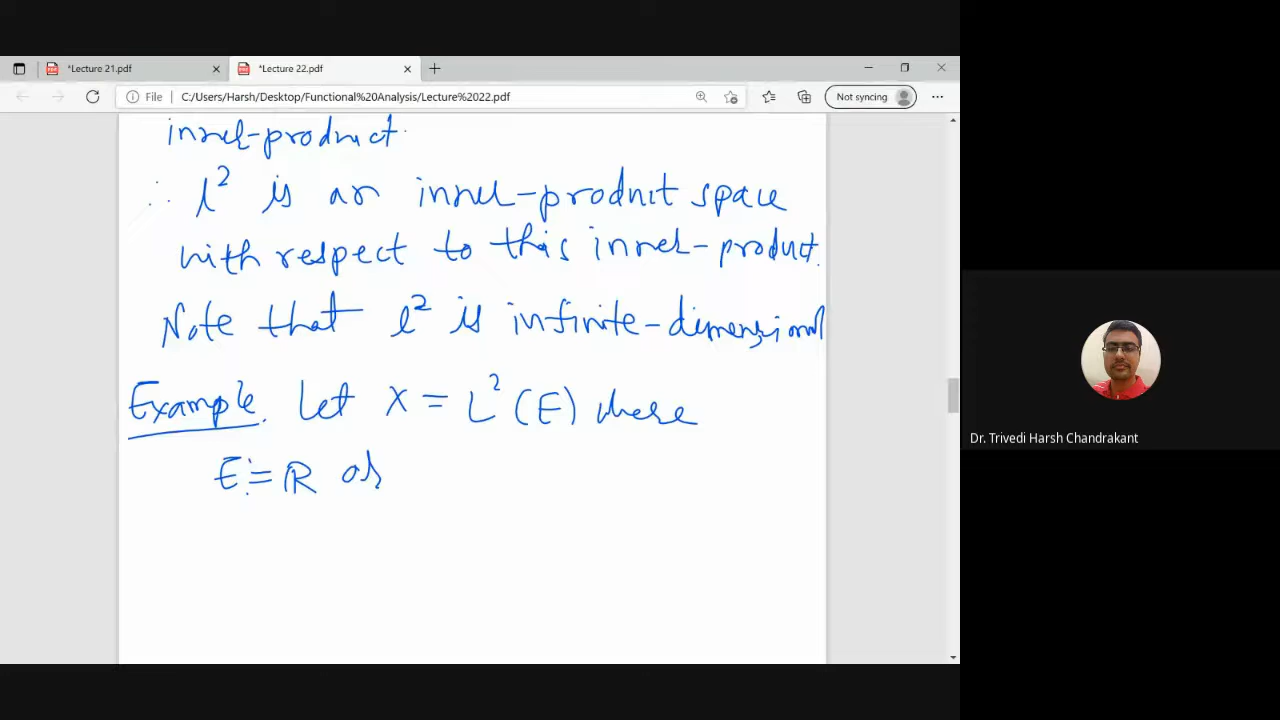 *Lecture 21.pdf
*Lecture 22.pdf
File C:/Users/Harsh/Desktop/Functional%20Analysis/Lecture%2022.pdf
Not syncing
inner-product.
∴ l² is an inner-product space
with respect to this inner-product.
Note that l² is infinite-dimensional
Example. Let X = L²(E) where
E := ℝ or
Dr. Trivedi Harsh Chandrakant